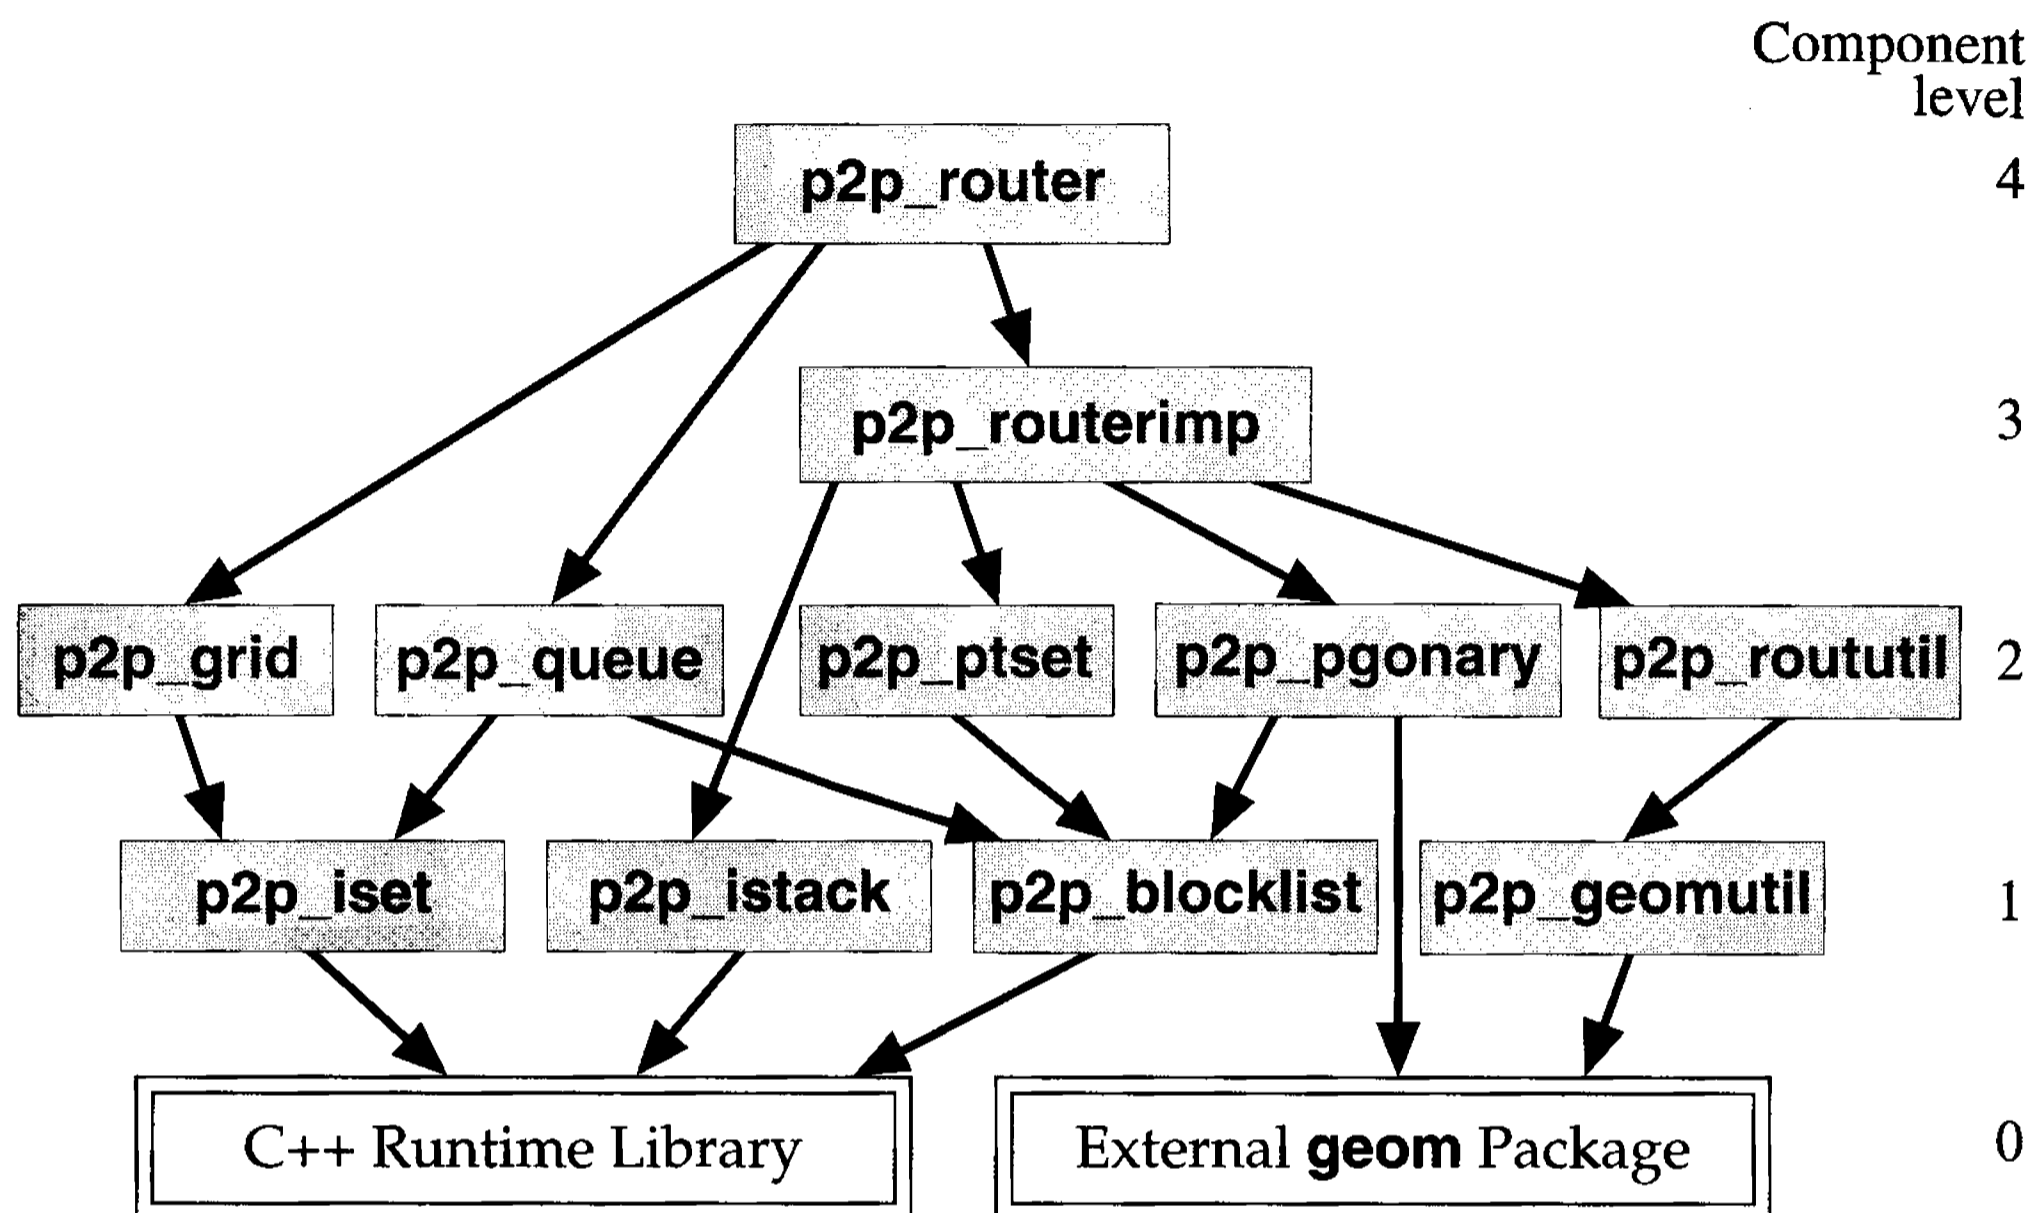 Component
level
p2p_router
4
p2p_routerimp
3
p2p_grid
p2p_queue
p2p_ptset
p2p_pgonary
p2p_roututil
2
p2p_iset
p2p_istack
p2p_blocklist
p2p_geomutil
1
C++ Runtime Library
External geom Package
0